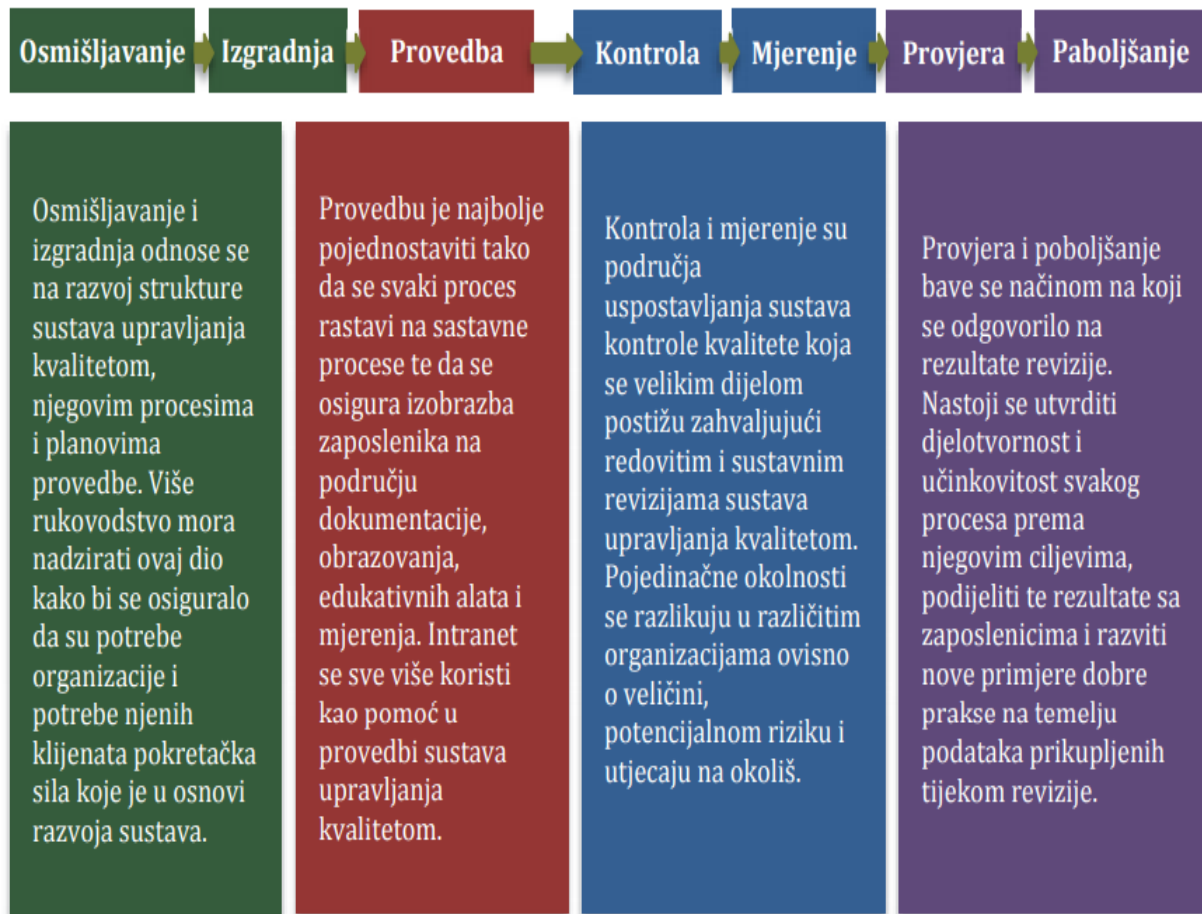 Osmišljavanje Izgradnja Provedba Kontrola Mjerenje Provjera Paboljšanje
Osmišljavanje i
izgradnja odnose se
na razvoj strukture
sustava upravljanja
kvalitetom,
njegovim procesima
i planovima
provedbe. Više
rukovodstvo mora
nadzirati ovaj dio
kako bi se osiguralo
da su potrebe
organizacije i
potrebe njenih
klijenata pokretačka
sila koje je u osnovi
razvoja sustava.
Provedbu je najbolje
pojednostaviti tako
da se svaki proces
rastavi na sastavne
procese te da se
osigura izobrazba
zaposlenika na
području
dokumentacije,
obrazovanja,
edukativnih alata i
mjerenja. Intranet
se sve više koristi
kao pomoć u
provedbi sustava
upravljanja
kvalitetom.
Kontrola i mjerenje su
područja
uspostavljanja sustava
kontrole kvalitete koja
se velikim dijelom
postižu zahvaljujući
redovitim i sustavnim
revizijama sustava
upravljanja kvalitetom.
Pojedinačne okolnosti
se razlikuju u različitim
organizacijama ovisno
o veličini,
potencijalnom riziku i
utjecaju na okoliš.
Provjera i poboljšanje
bave se načinom na koji
se odgovorilo na
rezultate revizije.
Nastoji se utvrditi
djelotvornost i
učinkovitost svakog
procesa prema
njegovim ciljevima,
podijeliti te rezultate sa
zaposlenicima i razviti
nove primjere dobre
prakse na temelju
podataka prikupljenih
tijekom revizije.